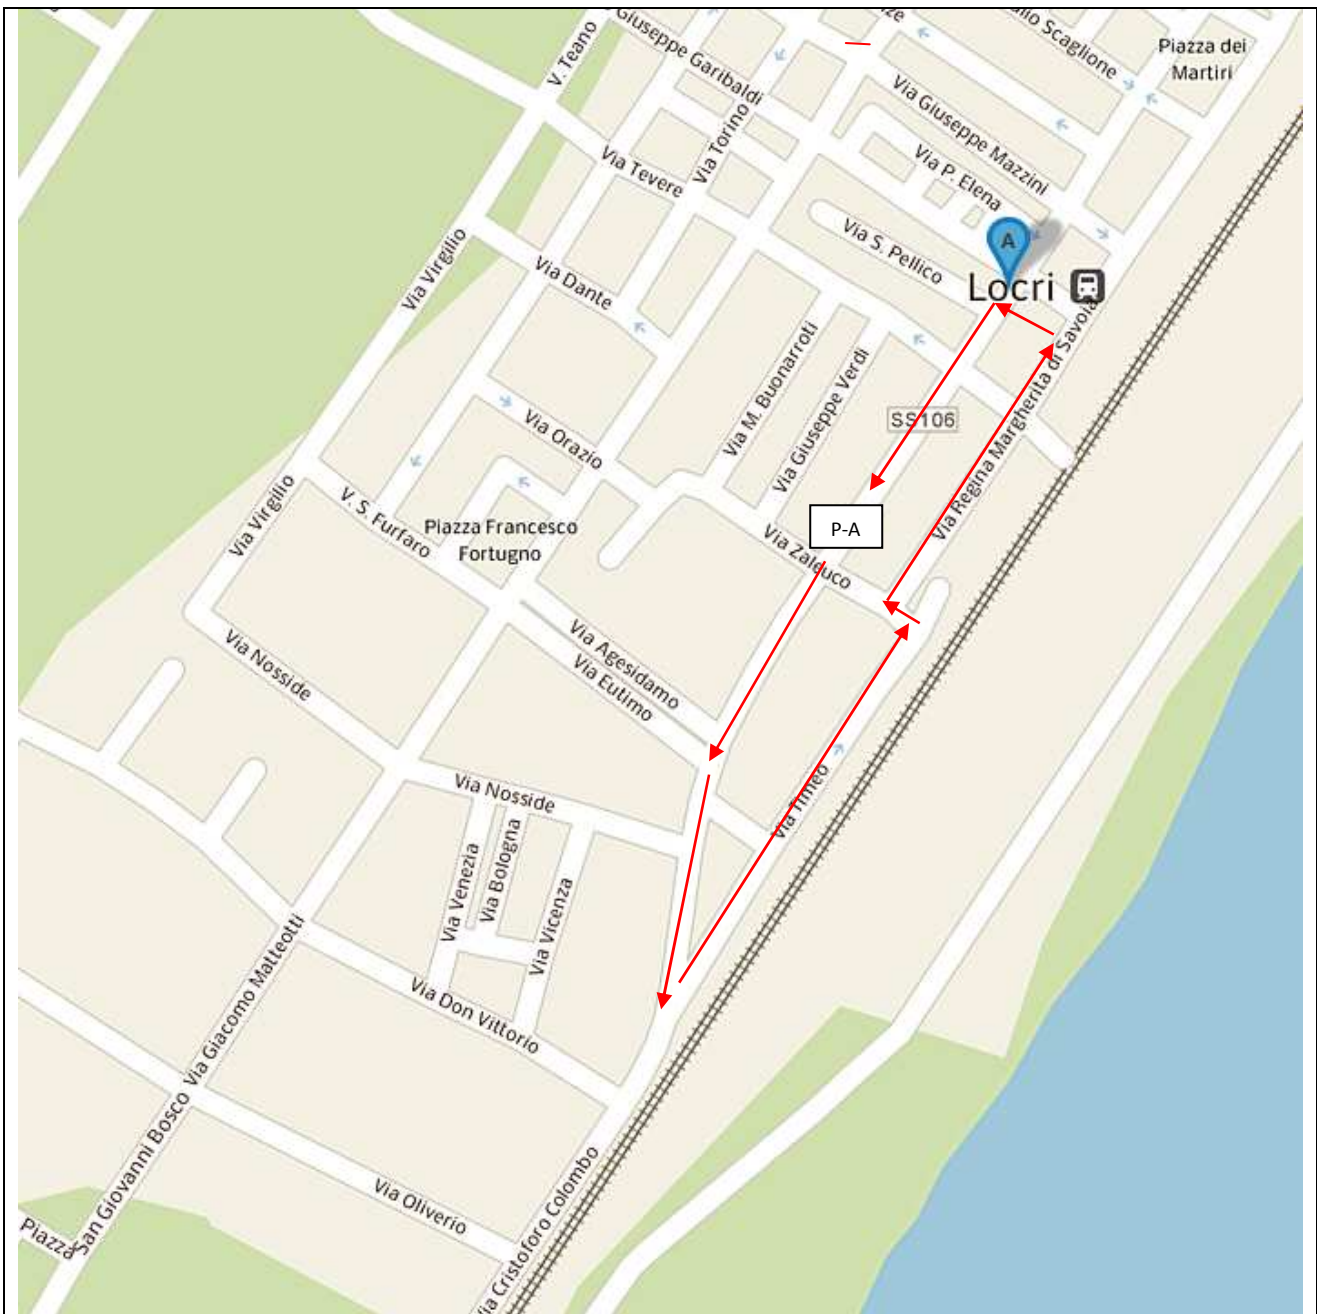 V. Teano
Giuseppe Garibaldi
Scaglione
Piazza dei
Martiri
Via Giuseppe Mazzini
Via Torino
Via Tevere
Via P. Elena
A
Via S. Pellico
Locri
Via Virgilio
Via Dante
Via M. Buonarroti
Via Giuseppe Verdi
SS106
Via Regina Margherita di Savoia
Via Orazio
Via Virgilio
V. S. Furfaro
Piazza Francesco
Fortugno
P-A
Via Zaleuco
Via Agesidamo
Via Eutimo
Via Nosside
Via Nosside
Via Timeo
Via Venezia
Via Bologna
Via Vicenza
Via Giacomo Matteotti
Via Don Vittorio
San Giovanni Bosco
Via Oliverio
Piazza
Via Cristoforo Colombo